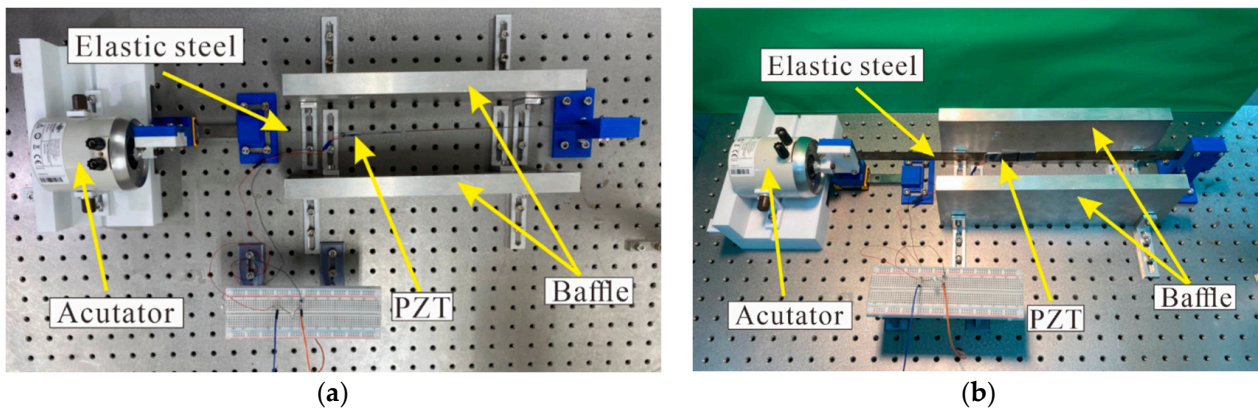 Elastic steel
Acutator
PZT
Baffle
(a)
Elastic steel
Acutator
PZT
Baffle
(b)